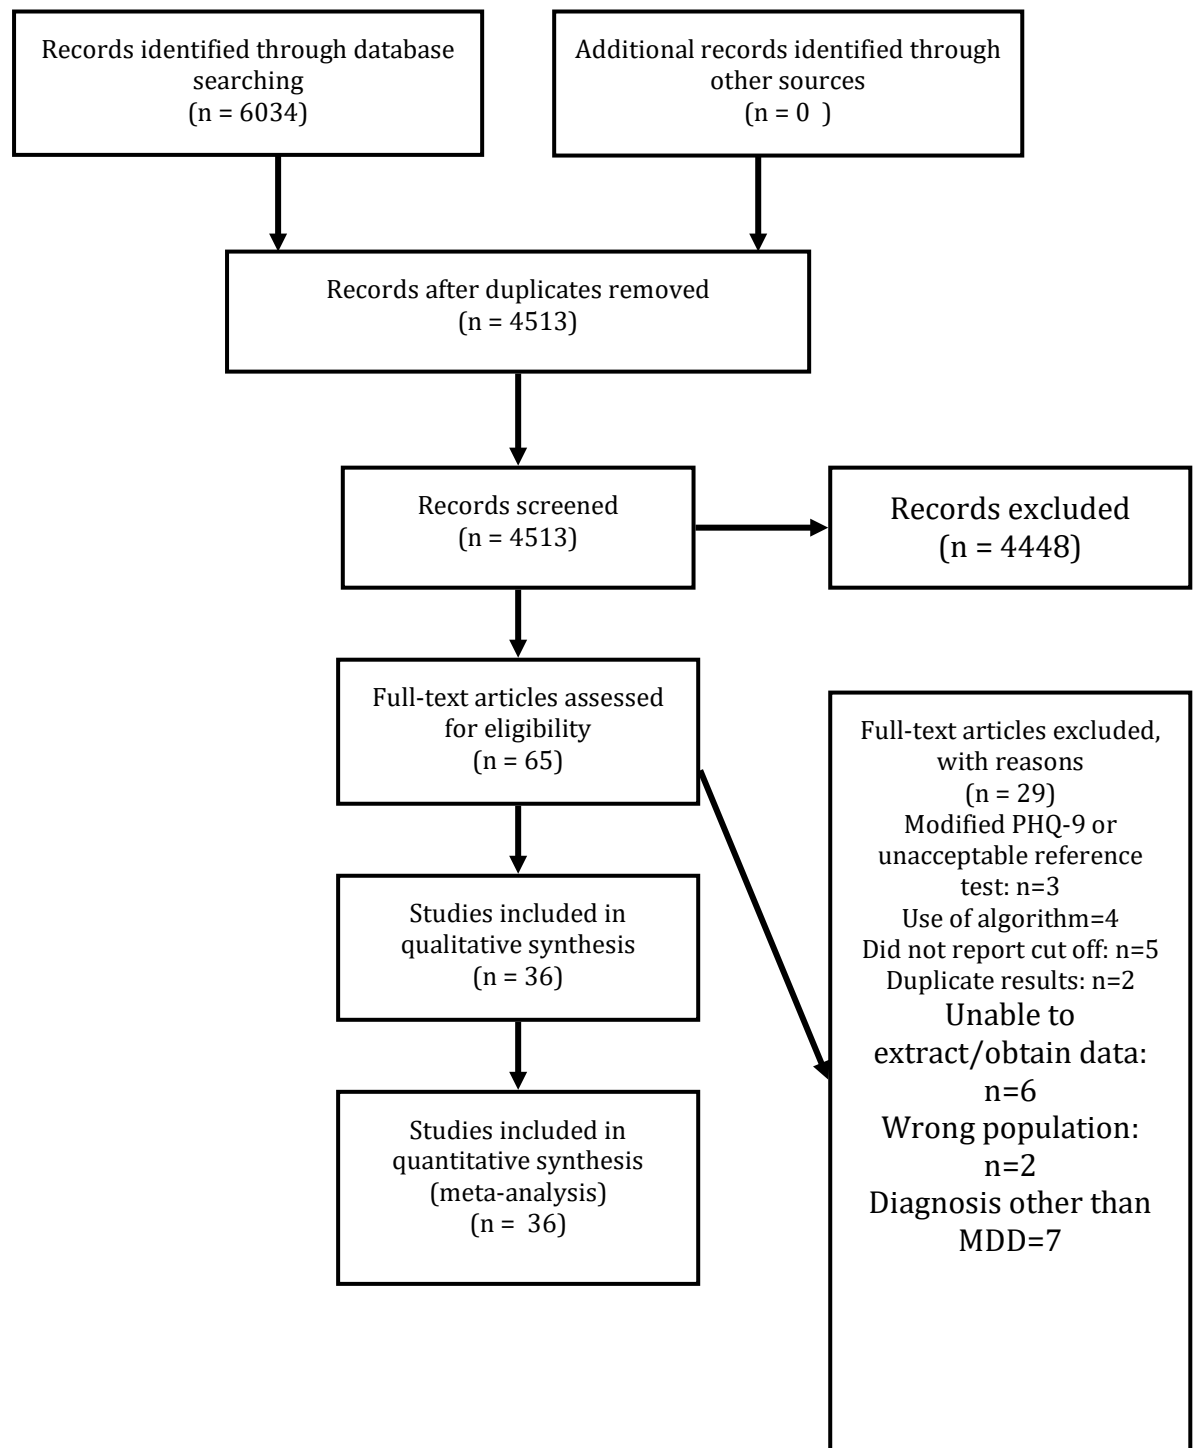 Records identified through database
searching
(n = 6034)
Additional records identified through
other sources
(n = 0  )
Records after duplicates removed
(n = 4513)
Records screened
(n = 4513)
Records excluded
(n = 4448)
Full-text articles assessed
for eligibility
(n = 65)
Full-text articles excluded,
with reasons
(n = 29)
Modified PHQ-9 or
unacceptable reference
test: n=3
Use of algorithm=4
Did not report cut off: n=5
Duplicate results: n=2
Unable to
extract/obtain data:
n=6
Wrong population:
n=2
Diagnosis other than
MDD=7
Studies included in
qualitative synthesis
(n = 36)
Studies included in
quantitative synthesis
(meta-analysis)
(n =  36)